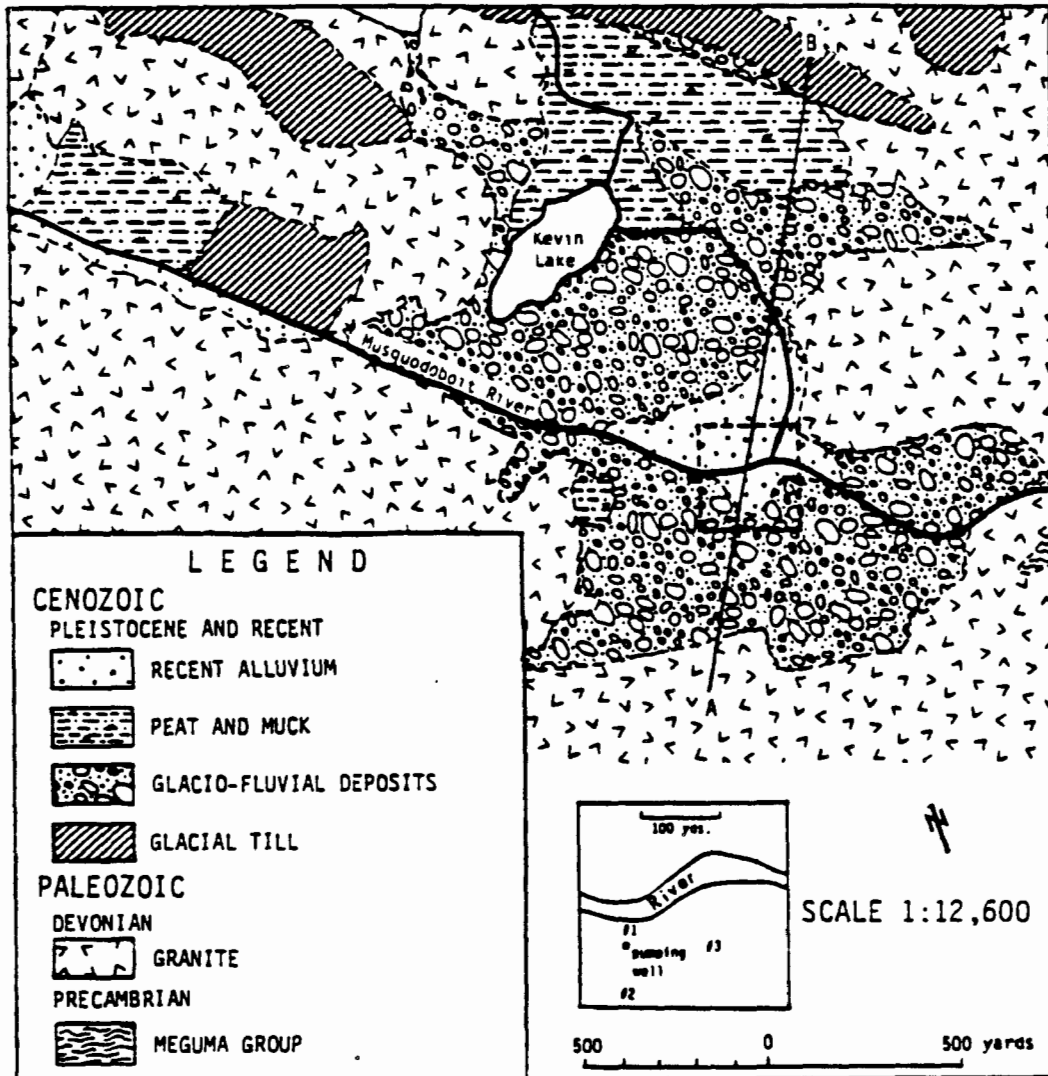 B
Kevin
Lake
Musquodoboit River
A
LEGEND
CENOZOIC
PLEISTOCENE AND RECENT
RECENT ALLUVIUM
PEAT AND MUCK
GLACIO-FLUVIAL DEPOSITS
GLACIAL TILL
PALEOZOIC
DEVONIAN
GRANITE
PRECAMBRIAN
MEGUMA GROUP
100 yds.
River
#1
pumping
well
#3
#2
N
SCALE 1:12,600
500 0 500 yards